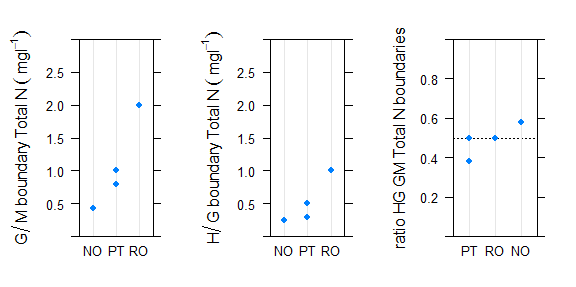 G/M boundary Total N ( mgl⁻¹)
2.5
2.0
1.5
1.0
0.5
NO PT RO
H/G boundary Total N ( mgl⁻¹)
2.5
2.0
1.5
1.0
0.5
NO PT RO
ratio HG GM Total N boundaries
0.8
0.6
0.4
0.2
PT RO NO